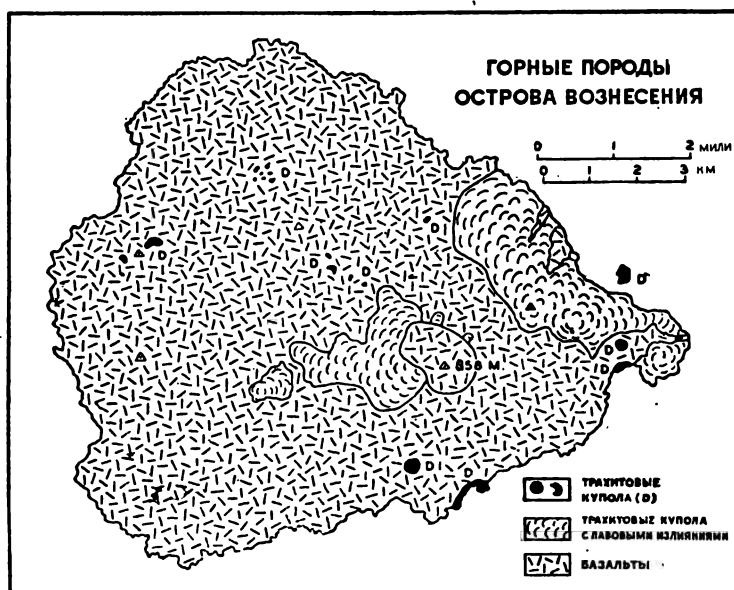 ГОРНЫЕ ПОРОДЫ
ОСТРОВА ВОЗНЕСЕНИЯ
0 1 2 МИЛИ
0 1 2 3 КМ
D
D
D
D
D
D
D
D
858 М
D
D
ТРАХИТОВЫЕ
КУПОЛА (D)
ТРАХИТОВЫЕ КУПОЛА
С ЛАВОВЫМИ ИЗЛИЯНИЯМИ
БАЗАЛЬТЫ